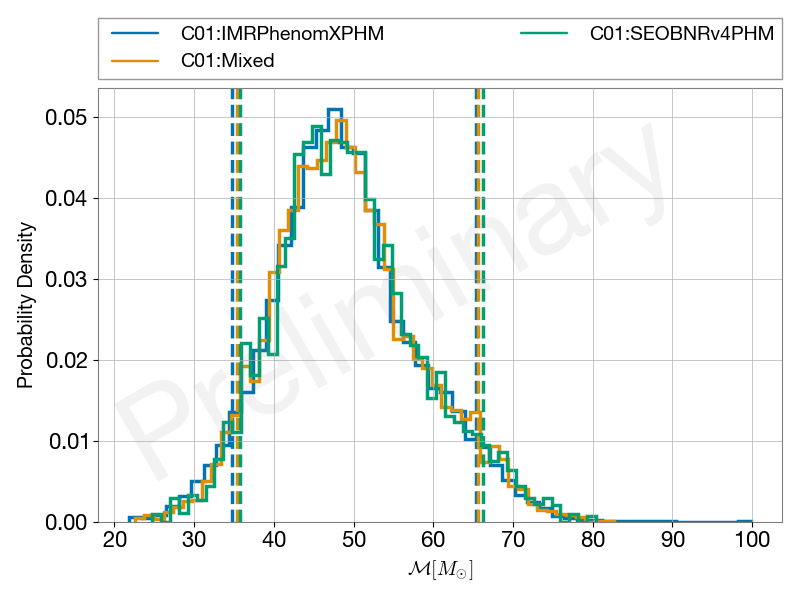 C01:IMRPhenomXPHM C01:SEOBNRv4PHM
C01:Mixed
Preliminary
Probability Density
0.05
0.04
0.03
0.02
0.01
0.00
20 30 40 50 60 70 80 90 100
ℳ[M⊙]